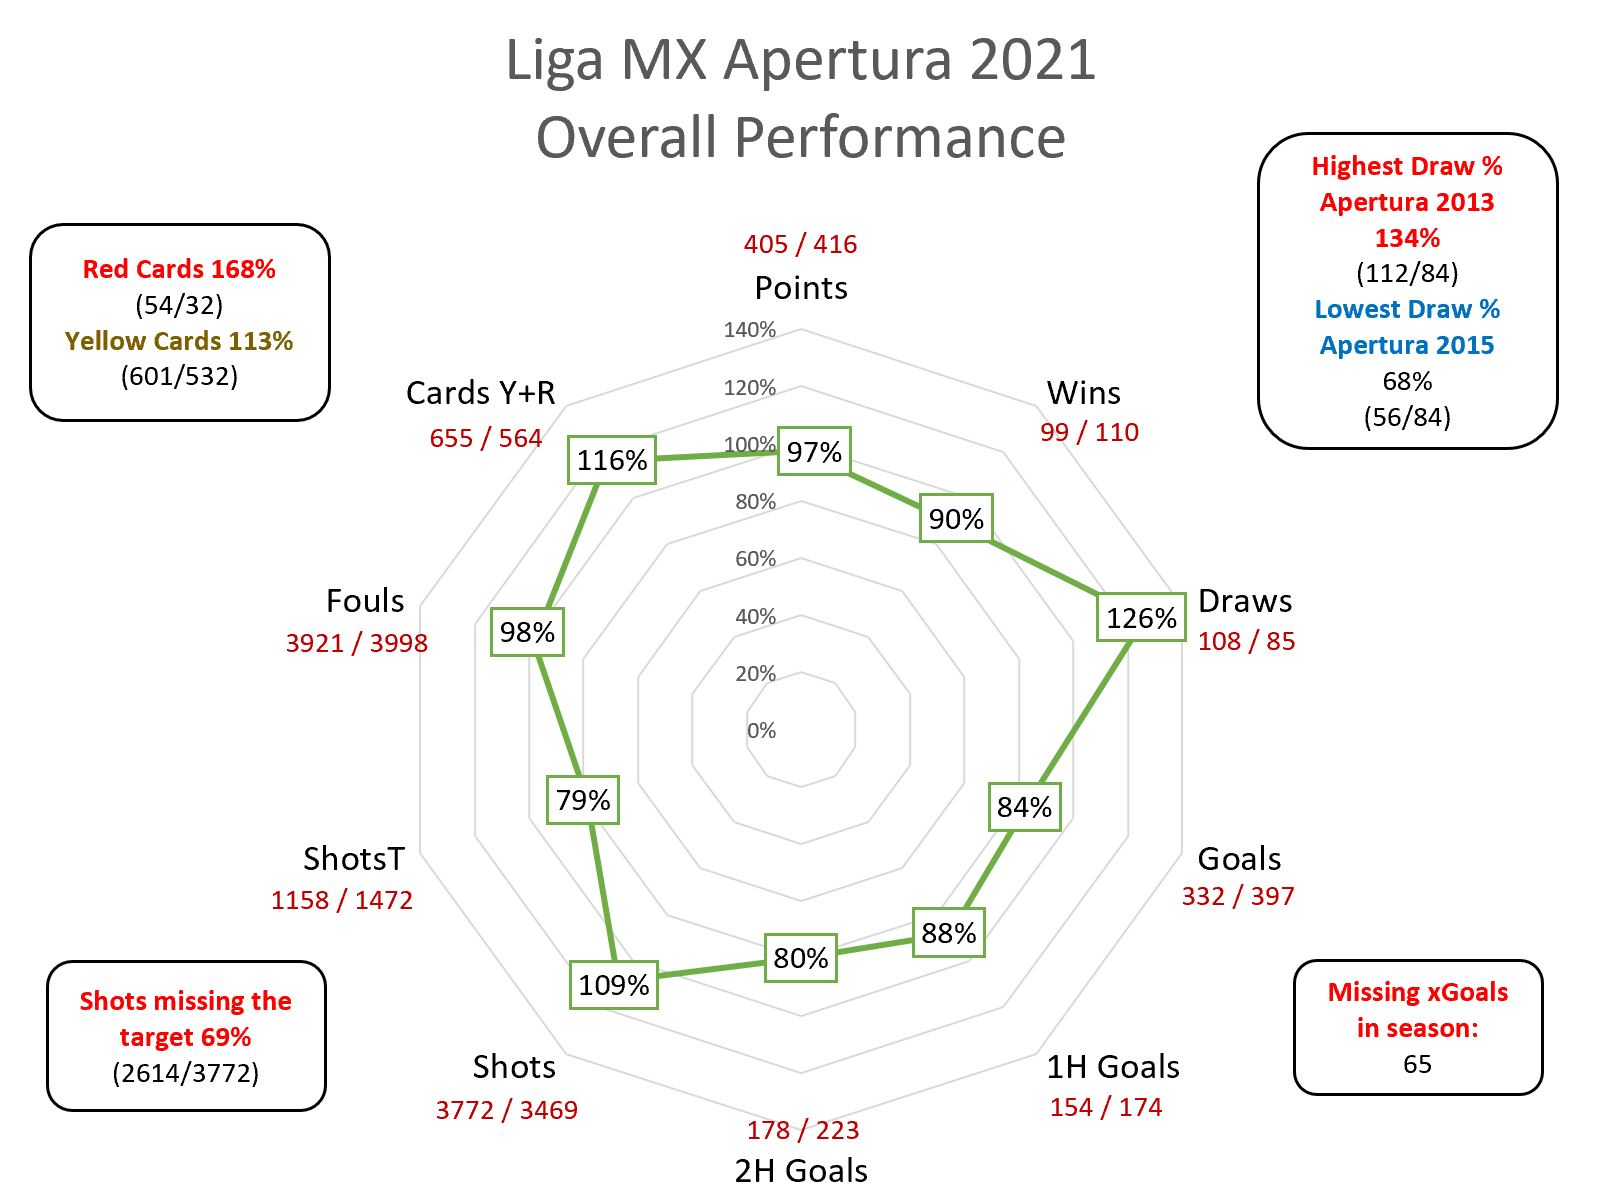 Liga MX Apertura 2021
Overall Performance
Highest Draw %
Apertura 2013
134%
(112/84)
Lowest Draw %
Apertura 2015
68%
(56/84)
Red Cards 168%
(54/32)
Yellow Cards 113%
(601/532)
405 / 416
Points
140%
120%
100%
80%
60%
40%
20%
0%
Cards Y+R
655 / 564
Wins
99 / 110
116%
97%
90%
Fouls
3921 / 3998
98%
126%
Draws
108 / 85
79%
84%
ShotsT
1158 / 1472
Goals
332 / 397
109%
80%
88%
Shots missing the
target 69%
(2614/3772)
Missing xGoals
in season:
65
Shots
3772 / 3469
1H Goals
154 / 174
178 / 223
2H Goals